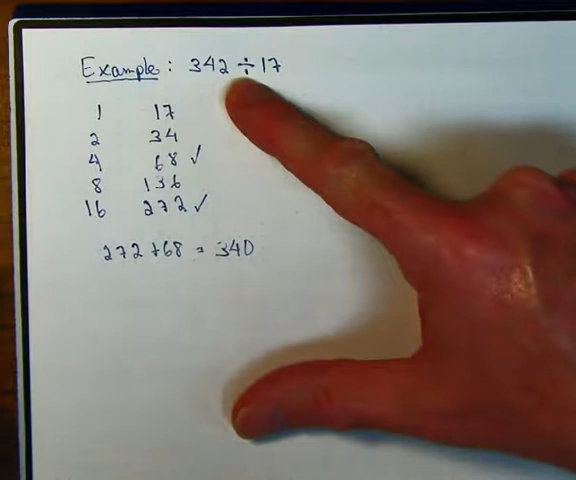 Example: 342 ÷ 17
1 17
2 34
4 68 ✓
8 136
16 272 ✓
272 + 68 = 340